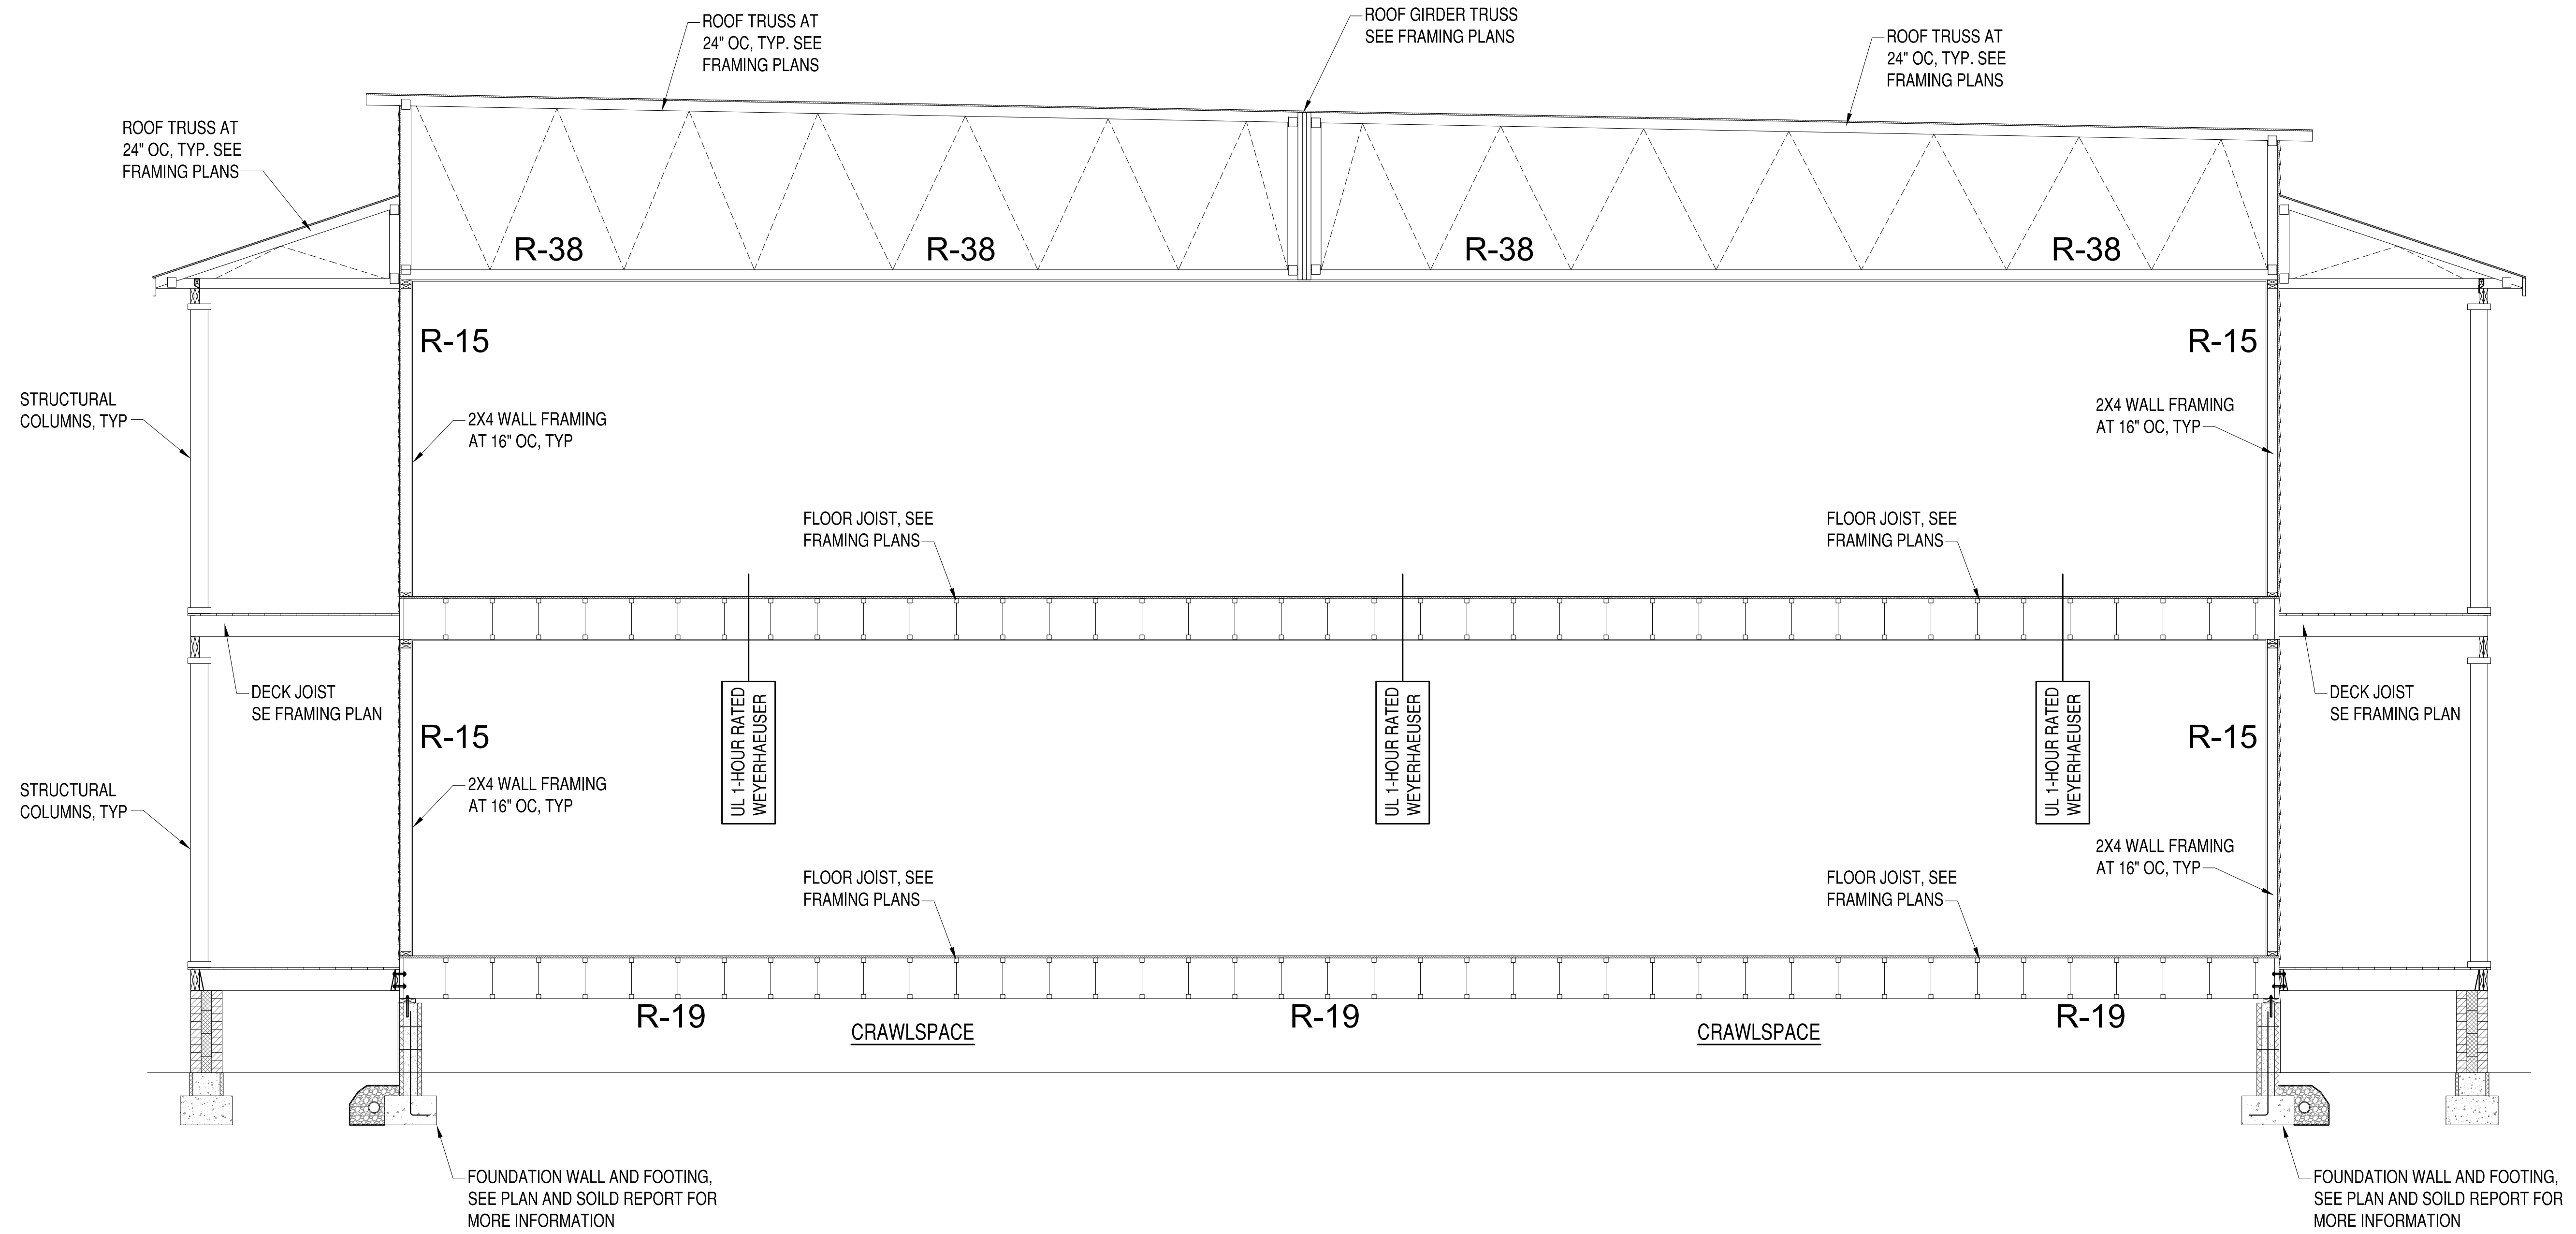 ROOF TRUSS AT
24" OC, TYP. SEE
FRAMING PLANS
ROOF GIRDER TRUSS
SEE FRAMING PLANS
ROOF TRUSS AT
24" OC, TYP. SEE
FRAMING PLANS
ROOF TRUSS AT
24" OC, TYP. SEE
FRAMING PLANS
R-38
R-38
R-38
R-38
R-15
R-15
STRUCTURAL
COLUMNS, TYP
2X4 WALL FRAMING
AT 16" OC, TYP
2X4 WALL FRAMING
AT 16" OC, TYP
FLOOR JOIST, SEE
FRAMING PLANS
FLOOR JOIST, SEE
FRAMING PLANS
DECK JOIST
SE FRAMING PLAN
UL 1-HOUR RATED
WEYERHAEUSER
UL 1-HOUR RATED
WEYERHAEUSER
UL 1-HOUR RATED
WEYERHAEUSER
DECK JOIST
SE FRAMING PLAN
R-15
R-15
STRUCTURAL
COLUMNS, TYP
2X4 WALL FRAMING
AT 16" OC, TYP
2X4 WALL FRAMING
AT 16" OC, TYP
FLOOR JOIST, SEE
FRAMING PLANS
FLOOR JOIST, SEE
FRAMING PLANS
R-19
R-19
R-19
CRAWLSPACE
CRAWLSPACE
FOUNDATION WALL AND FOOTING,
SEE PLAN AND SOILD REPORT FOR
MORE INFORMATION
FOUNDATION WALL AND FOOTING,
SEE PLAN AND SOILD REPORT FOR
MORE INFORMATION